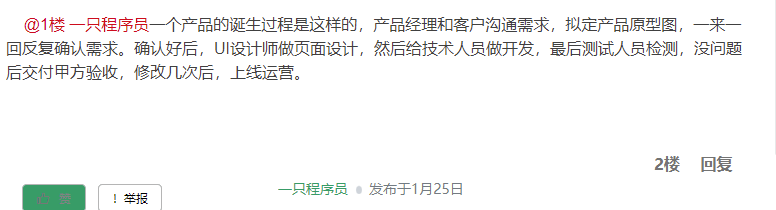 @1楼 一只程序员一个产品的诞生过程是这样的，产品经理和客户沟通需求，拟定产品原型图，一来一
回反复确认需求。确认好后，UI设计师做页面设计，然后给技术人员做开发，最后测试人员检测，没问题
后交付甲方验收，修改几次后，上线运营。
2楼 回复
一只程序员 发布于1月25日
! 举报